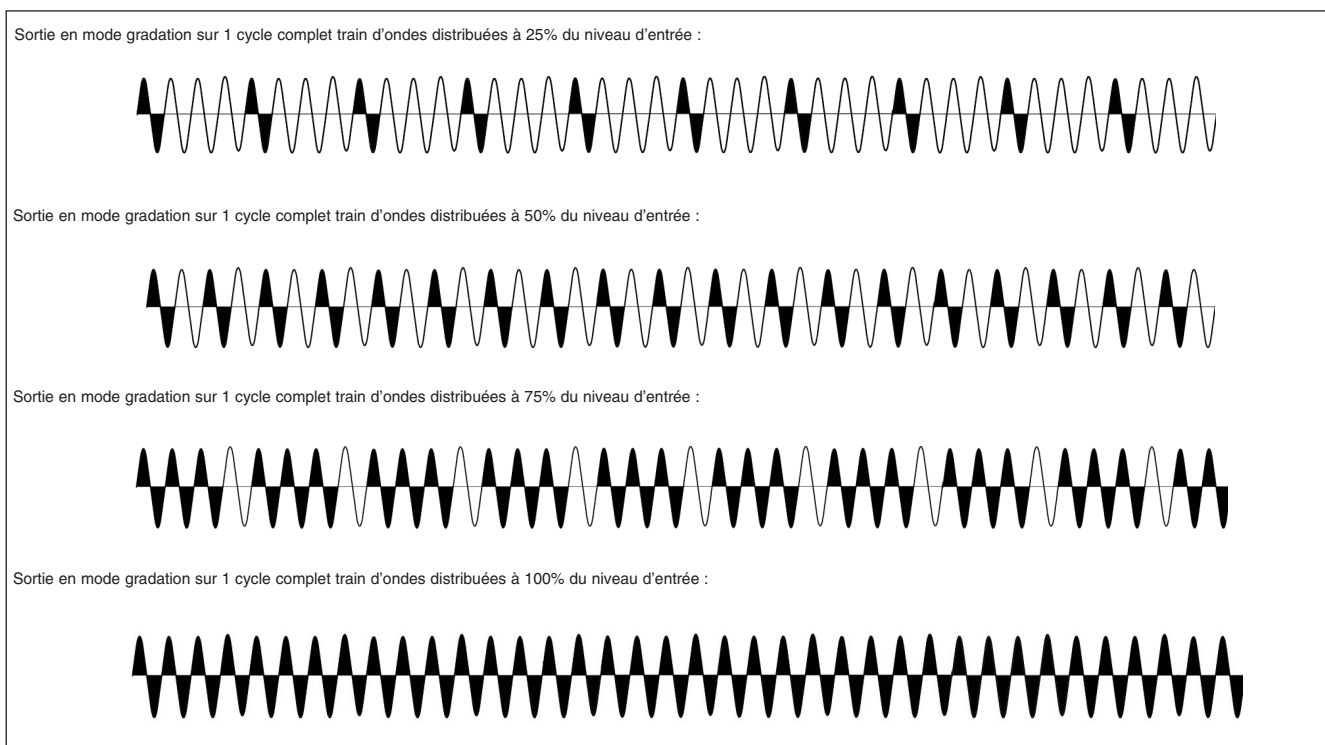 Sortie en mode gradation sur 1 cycle complet train d'ondes distribuées à 25% du niveau d'entrée :
Sortie en mode gradation sur 1 cycle complet train d'ondes distribuées à 50% du niveau d'entrée :
Sortie en mode gradation sur 1 cycle complet train d'ondes distribuées à 75% du niveau d'entrée :
Sortie en mode gradation sur 1 cycle complet train d'ondes distribuées à 100% du niveau d'entrée :